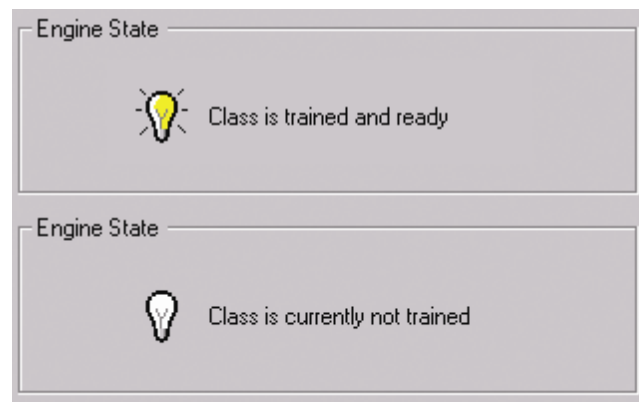 Engine State
Class is trained and ready
Engine State
Class is currently not trained